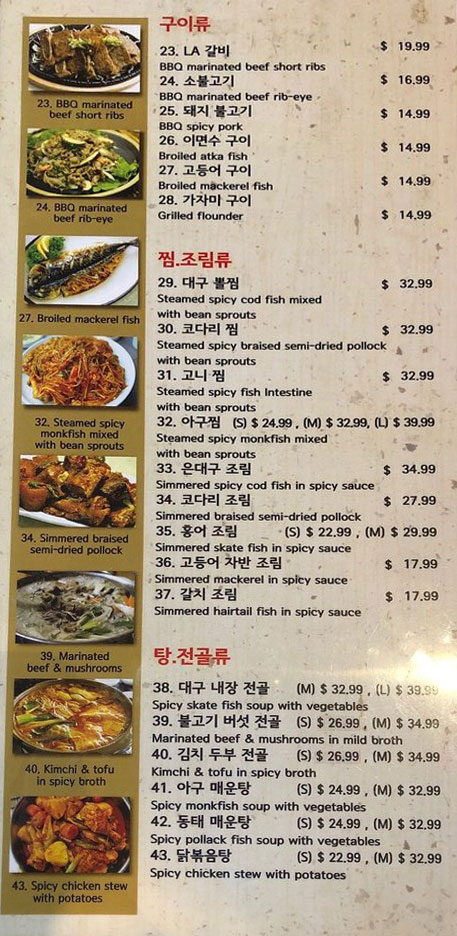 구이류
23. LA 갈비 $ 19.99
BBQ marinated beef short ribs
24. 소불고기 $ 16.99
BBQ marinated beef rib-eye
25. 돼지 불고기 $ 14.99
BBQ spicy pork
26. 이면수 구이 $ 14.99
Broiled atka fish
27. 고등어 구이 $ 14.99
Broiled mackerel fish
28. 가자미 구이 $ 14,99
Grilled flounder
찜.조림류
29. 대구 뽈찜 $ 32.99
Steamed spicy cod fish mixed
with bean sprouts
30. 코다리 찜 $ 32.99
Steamed spicy braised semi-dried pollock
with bean sprouts
31. 고니 찜 $ 32.99
Steamed spicy fish Intestine
with bean sprouts
32. 아구찜 (S) $ 24.99 , (M) $ 32.99, (L) $ 39.99
Steamed spicy monkfish mixed
with bean sprouts
33. 은대구 조림 $ 34.99
Simmered spicy cod fish in spicy sauce
34. 코다리 조림 $ 27.99
Simmered braised semi-dried pollock
35. 홍어 조림 (S) $ 22.99 , (M) $ 29.99
Simmered skate fish in spicy sauce
36. 고등어 자반 조림 $ 17.99
Simmered mackerel in spicy sauce
37. 갈치 조림 $ 17.99
Simmered hairtail fish in spicy sauce
탕.전골류
38. 대구 내장 전골 (M) $ 32.99 , (L) $ 39.99
Spicy skate fish soup with vegetables
39. 불고기 버섯 전골 (S) $ 26.99 , (M) $ 34.99
Marinated beef & mushrooms in mild broth
40. 김치 두부 전골 (S) $ 26.99 , (M) $ 34.99
Kimchi & tofu in spicy broth
41. 아구 매운탕 (S) $ 24.99 , (M) $ 32.99
Spicy monkfish soup with vegetables
42. 동태 매운탕 (S) $ 24.99 , (M) $ 32.99
Spicy pollack fish soup with vegetables
43. 닭볶음탕 (S) $ 22.99 , (M) $ 32.99
Spicy chicken stew with potatoes
23. BBQ marinated
beef short ribs
24. BBQ marinated
beef rib-eye
27. Broiled mackerel fish
32. Steamed spicy
monkfish mixed
with bean sprouts
34. Simmered braised
semi-dried pollock
39. Marinated
beef & mushrooms
40. Kimchi & tofu
in spicy broth
43. Spicy chicken stew
with potatoes